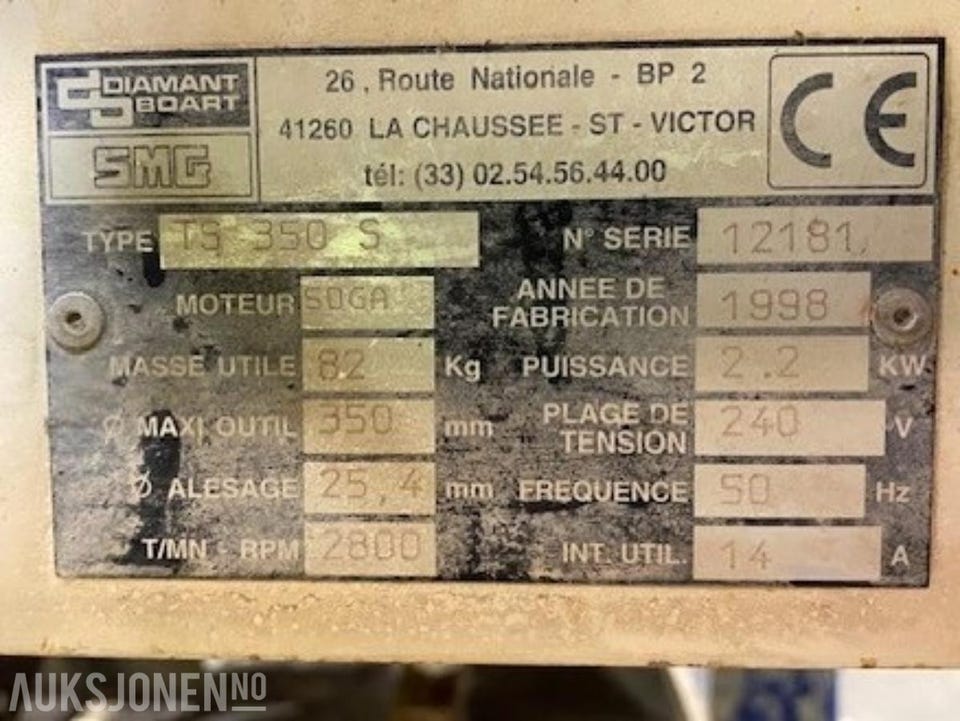 DIAMANT
BOART
SMG
26, Route Nationale - BP 2
41260 LA CHAUSSEE - ST - VICTOR
tél: (33) 02.54.56.44.00
CE
TYPE TS 350 S
N° SERIE 12181
MOTEUR SOGA
ANNEE DE
FABRICATION 1998
MASSE UTILE 82 Kg
PUISSANCE 2.2 KW
Ø MAXI OUTIL 350 mm
PLAGE DE
TENSION 240 V
Ø ALESAGE 25,4 mm
FREQUENCE 50 Hz
T/MN - RPM 2800
INT. UTIL. 14 A
AUKSJONEN.NO